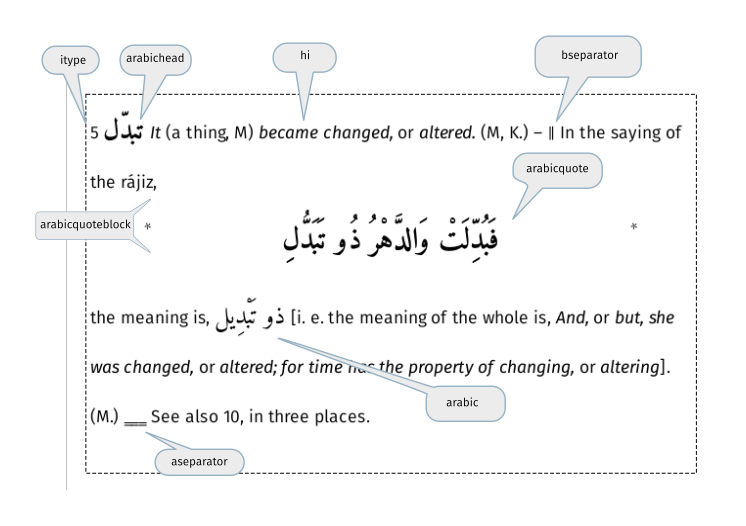 itype
arabichead
hi
bseparator
5 تبدّل It (a thing, M) became changed, or altered. (M, K.) – ‖ In the saying of
arabicquote
the rájiz,
arabicquoteblock
* فَبُدِّلَتْ وَالدَّهْرُ ذُو تَبَدُّلِ *
the meaning is, ذو تَبْدِيل [i. e. the meaning of the whole is, And, or but, she
was changed, or altered; for time has the property of changing, or altering].
arabic
(M.) __ See also 10, in three places.
aseparator